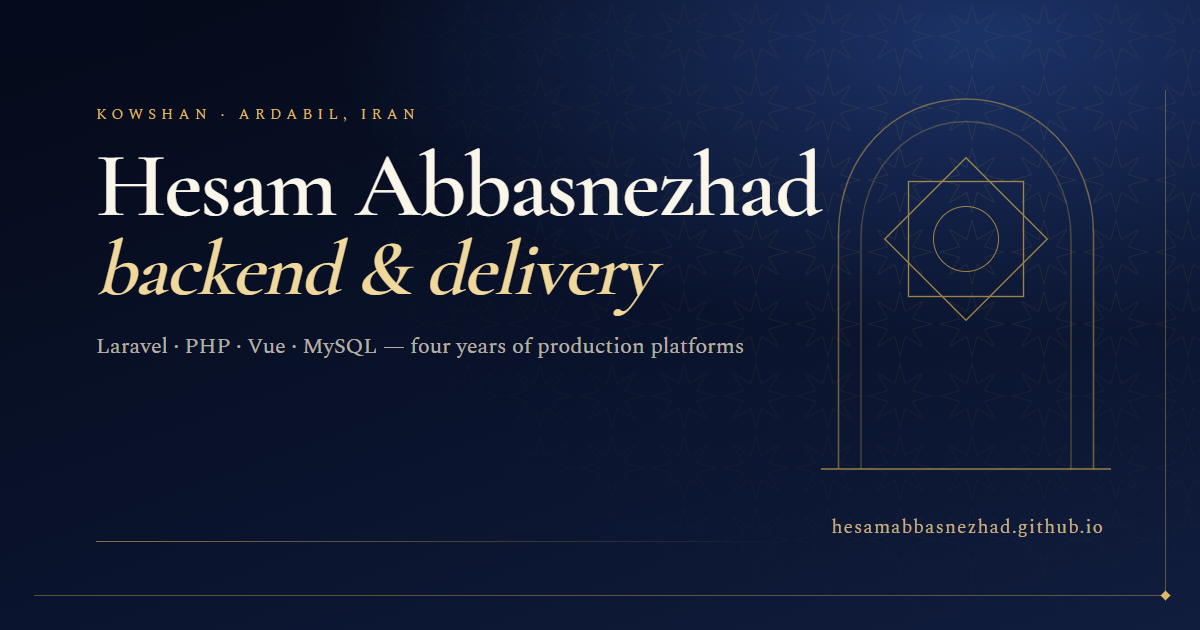 KOWSHAN · ARDABIL, IRAN
Hesam Abbasnezhad
backend & delivery
Laravel · PHP · Vue · MySQL — four years of production platforms
hesamabbasnezhad.github.io